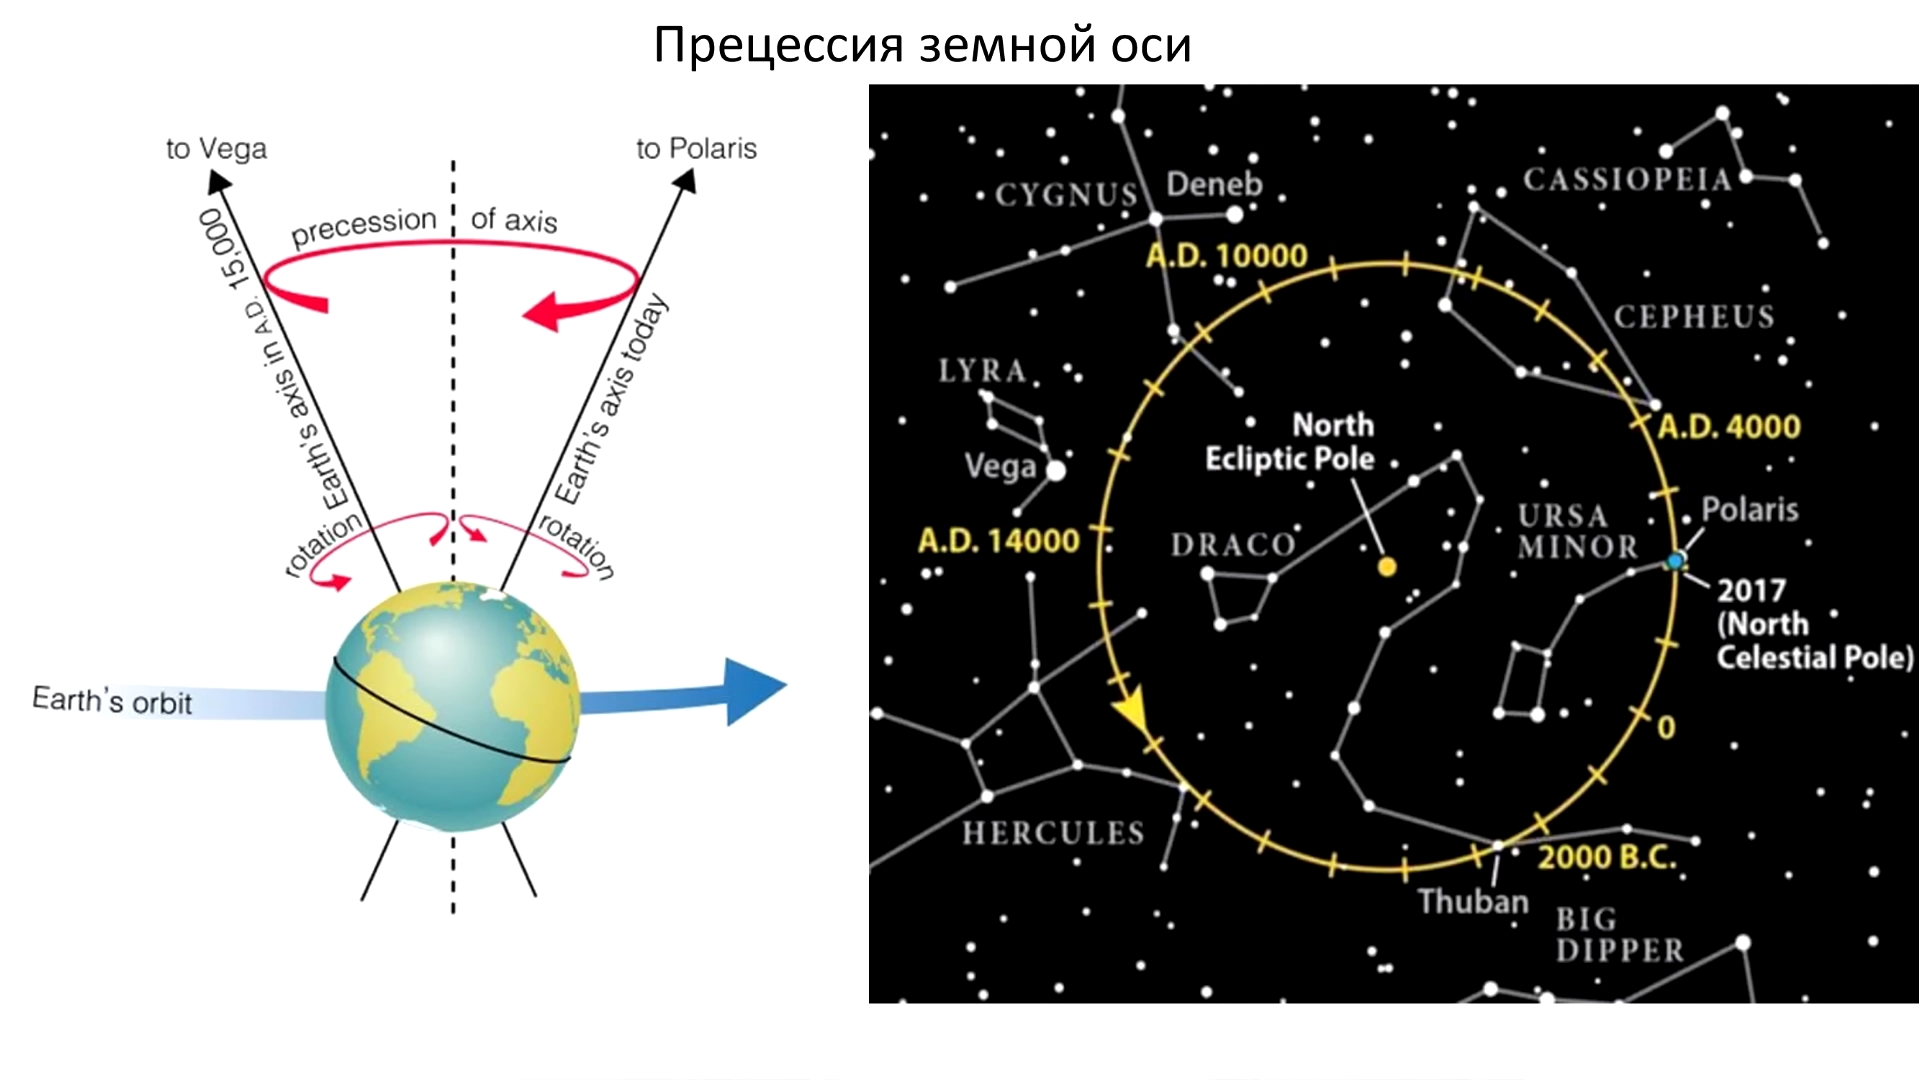 Прецессия земной оси
to Vega
to Polaris
precession of axis
Earth's axis in A.D. 15,000
Earth's axis today
rotation
rotation
Earth's orbit
CYGNUS
Deneb
CASSIOPEIA
A.D. 10000
CEPHEUS
LYRA
North
Ecliptic Pole
A.D. 4000
Vega
A.D. 14000
DRACO
URSA
MINOR
Polaris
2017
(North
Celestial Pole)
0
HERCULES
2000 B.C.
Thuban
BIG
DIPPER